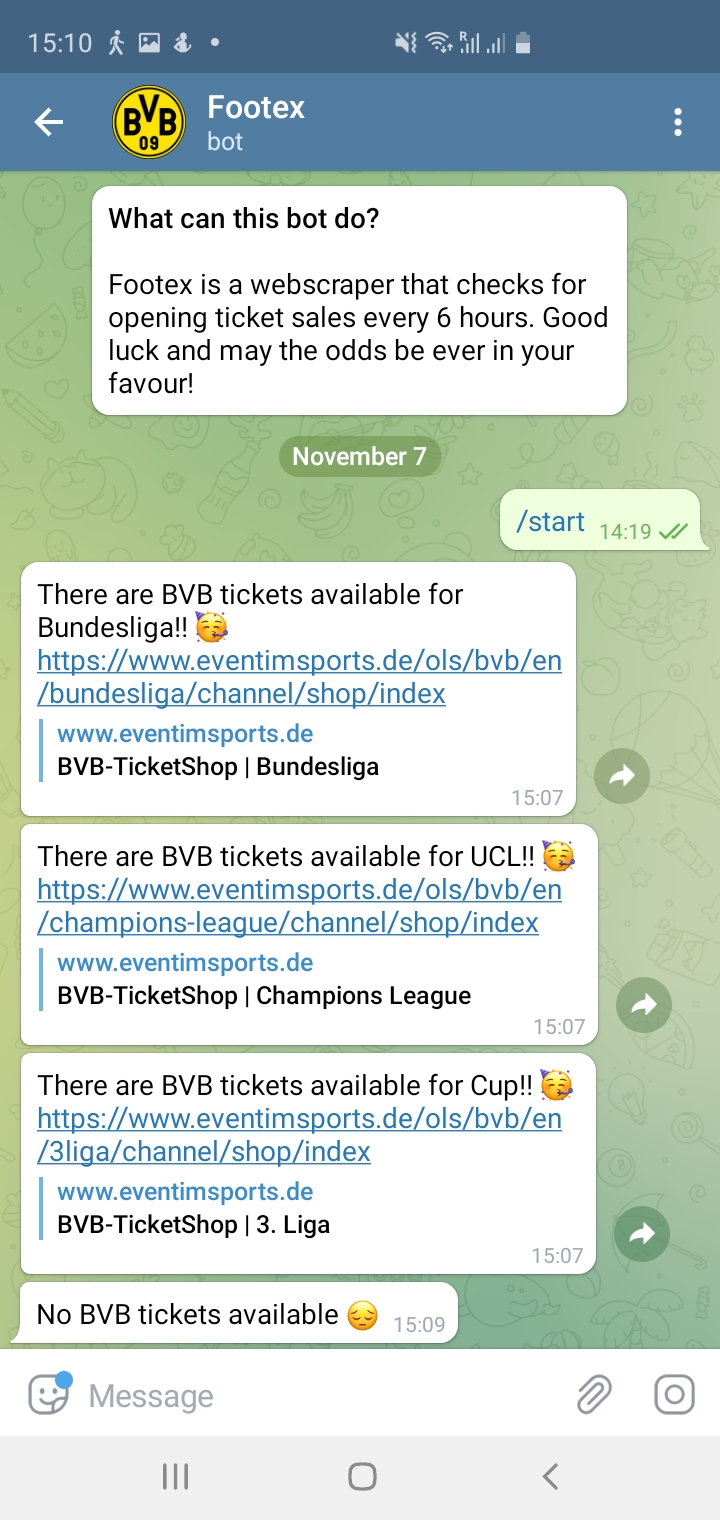 15:10
R
BVB
09
Footex
bot
What can this bot do?
Footex is a webscraper that checks for
opening ticket sales every 6 hours. Good
luck and may the odds be ever in your
favour!
November 7
/start 14:19
There are BVB tickets available for
Bundesliga!! 🥳
https://www.eventimsports.de/ols/bvb/en
/bundesliga/channel/shop/index
www.eventimsports.de
BVB-TicketShop | Bundesliga
15:07
There are BVB tickets available for UCL!! 🥳
https://www.eventimsports.de/ols/bvb/en
/champions-league/channel/shop/index
www.eventimsports.de
BVB-TicketShop | Champions League
15:07
There are BVB tickets available for Cup!! 🥳
https://www.eventimsports.de/ols/bvb/en
/3liga/channel/shop/index
www.eventimsports.de
BVB-TicketShop | 3. Liga
15:07
No BVB tickets available 😔 15:09
Message